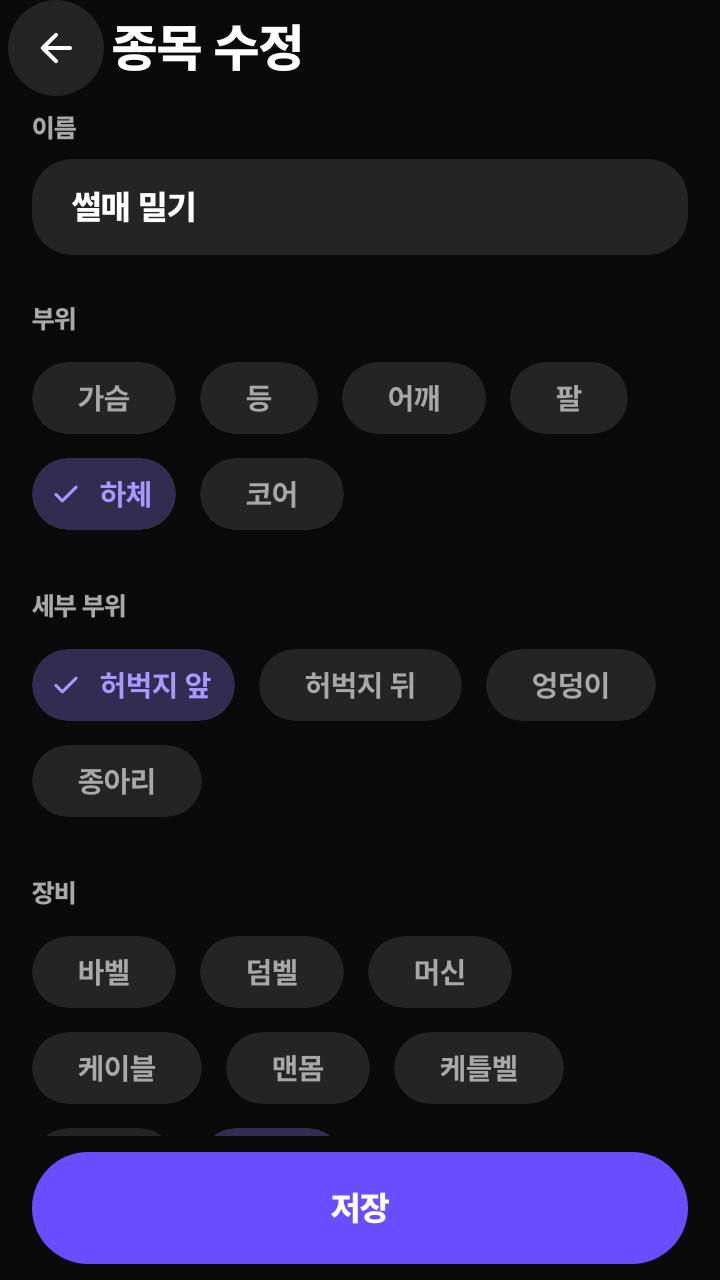 종목 수정
이름
썰매 밀기
부위
가슴 등 어깨 팔
하체 코어
세부 부위
허벅지 앞 허벅지 뒤 엉덩이
종아리
장비
바벨 덤벨 머신
케이블 맨몸 케틀벨
저장